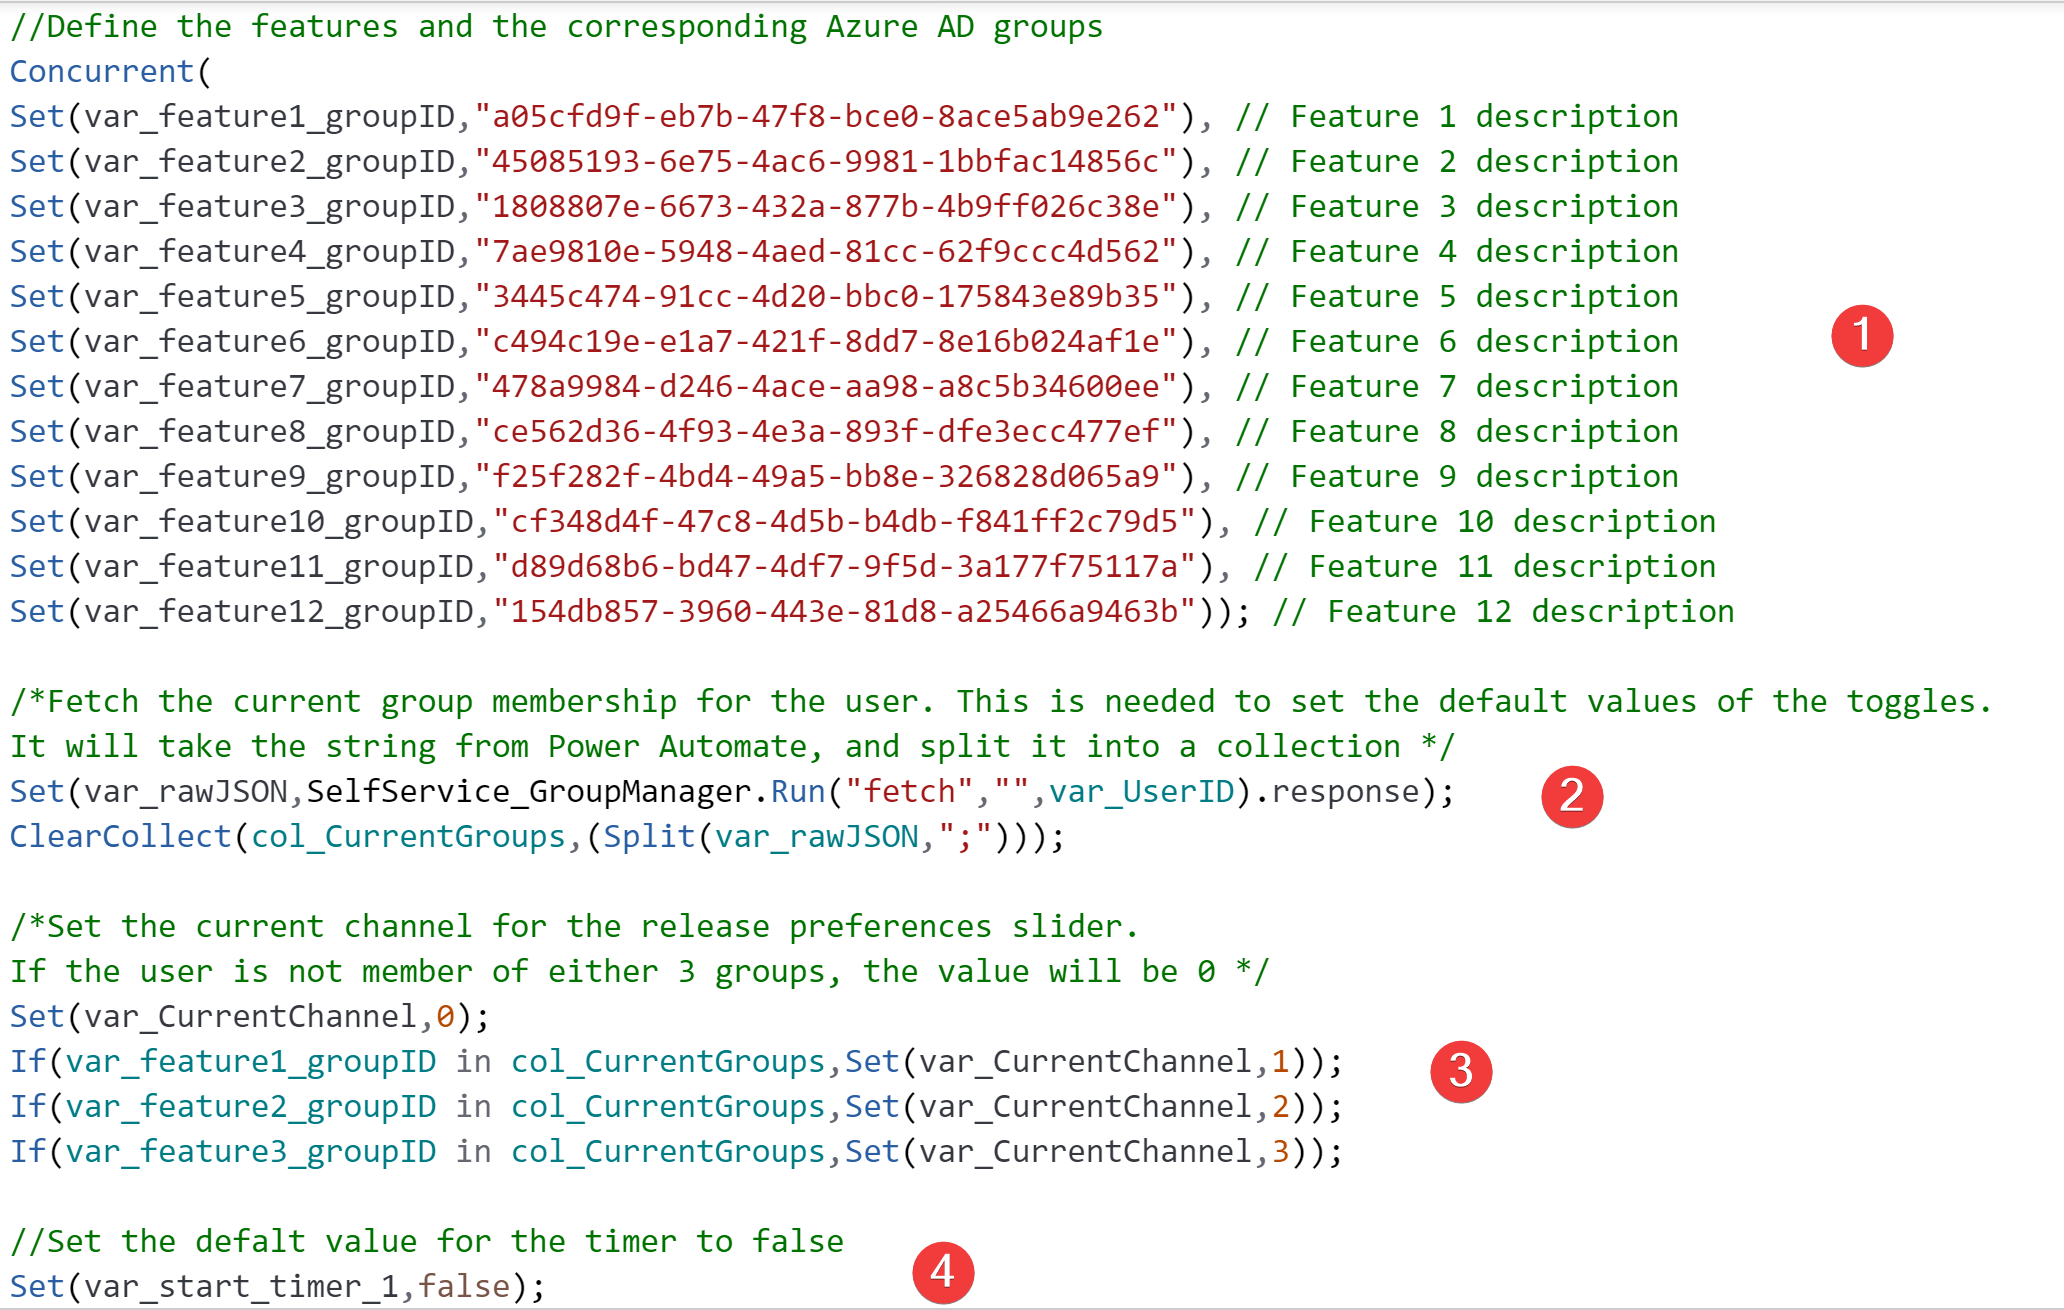 //Define the features and the corresponding Azure AD groups
Concurrent(
Set(var_feature1_groupID,"a05cfd9f-eb7b-47f8-bce0-8ace5ab9e262"), // Feature 1 description
Set(var_feature2_groupID,"45085193-6e75-4ac6-9981-1bbfac14856c"), // Feature 2 description
Set(var_feature3_groupID,"1808807e-6673-432a-877b-4b9ff026c38e"), // Feature 3 description
Set(var_feature4_groupID,"7ae9810e-5948-4aed-81cc-62f9ccc4d562"), // Feature 4 description
Set(var_feature5_groupID,"3445c474-91cc-4d20-bbc0-175843e89b35"), // Feature 5 description
Set(var_feature6_groupID,"c494c19e-e1a7-421f-8dd7-8e16b024af1e"), // Feature 6 description
1
Set(var_feature7_groupID,"478a9984-d246-4ace-aa98-a8c5b34600ee"), // Feature 7 description
Set(var_feature8_groupID,"ce562d36-4f93-4e3a-893f-dfe3ecc477ef"), // Feature 8 description
Set(var_feature9_groupID,"f25f282f-4bd4-49a5-bb8e-326828d065a9"), // Feature 9 description
Set(var_feature10_groupID,"cf348d4f-47c8-4d5b-b4db-f841ff2c79d5"), // Feature 10 description
Set(var_feature11_groupID,"d89d68b6-bd47-4df7-9f5d-3a177f75117a"), // Feature 11 description
Set(var_feature12_groupID,"154db857-3960-443e-81d8-a25466a9463b")); // Feature 12 description
/*Fetch the current group membership for the user. This is needed to set the default values of the toggles.
It will take the string from Power Automate, and split it into a collection */
Set(var_rawJSON,SelfService_GroupManager.Run("fetch","",var_UserID).response);
2
ClearCollect(col_CurrentGroups,(Split(var_rawJSON,";")));
/*Set the current channel for the release preferences slider.
If the user is not member of either 3 groups, the value will be 0 */
Set(var_CurrentChannel,0);
If(var_feature1_groupID in col_CurrentGroups,Set(var_CurrentChannel,1));
3
If(var_feature2_groupID in col_CurrentGroups,Set(var_CurrentChannel,2));
If(var_feature3_groupID in col_CurrentGroups,Set(var_CurrentChannel,3));
//Set the defalt value for the timer to false
4
Set(var_start_timer_1,false);